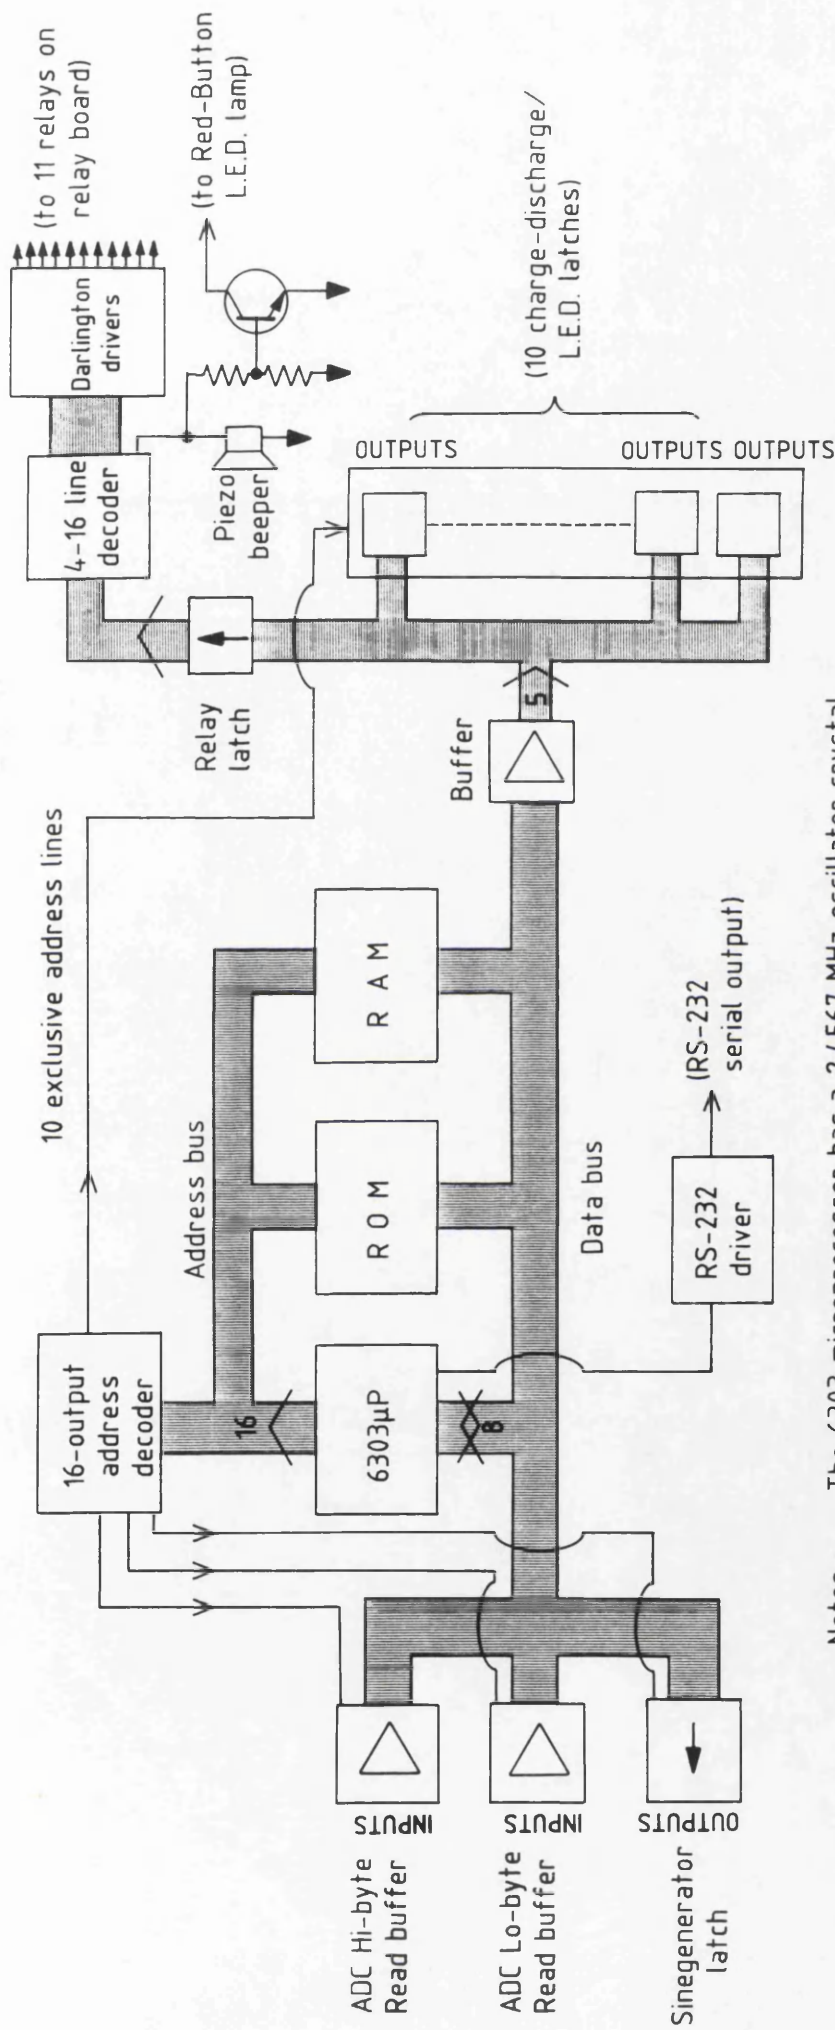 (to 11 relays on
relay board)
Darlington
drivers
(to Red-Button
L.E.D. lamp)
4-16 line
decoder
Piezo
beeper
Relay
latch
10 exclusive address lines
16-output
address
decoder
Address bus
16
6303µP
8
ROM
RAM
Data bus
Buffer
5
OUTPUTS
OUTPUTS
OUTPUTS
(10 charge-discharge/
L.E.D. latches)
RS-232
driver
(RS-232
serial output)
INPUTS
ADC Hi-byte
Read buffer
INPUTS
ADC Lo-byte
Read buffer
OUTPUTS
Sinegenerator
latch
The 6303 microprocessor has a 2.4567 MHz oscillator crystal